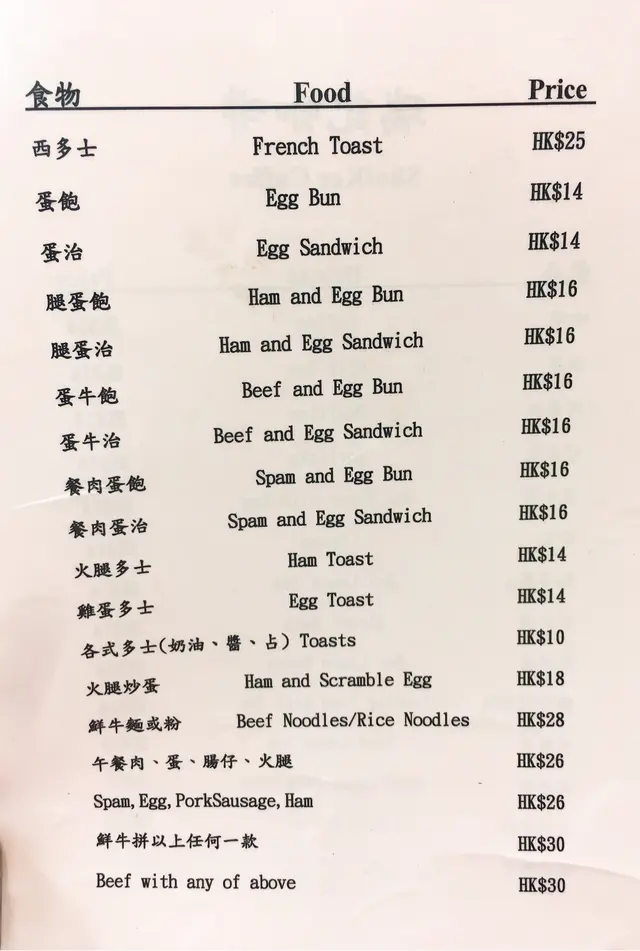 食物 Food Price
西多士 French Toast HK$25
蛋飽 Egg Bun HK$14
蛋治 Egg Sandwich HK$14
腿蛋飽 Ham and Egg Bun HK$16
腿蛋治 Ham and Egg Sandwich HK$16
蛋牛飽 Beef and Egg Bun HK$16
蛋牛治 Beef and Egg Sandwich HK$16
餐肉蛋飽 Spam and Egg Bun HK$16
餐肉蛋治 Spam and Egg Sandwich HK$16
火腿多士 Ham Toast HK$14
雞蛋多士 Egg Toast HK$14
各式多士(奶油、醬、占) Toasts HK$10
火腿炒蛋 Ham and Scramble Egg HK$18
鮮牛麵或粉 Beef Noodles/Rice Noodles HK$28
午餐肉、蛋、腸仔、火腿 HK$26
Spam,Egg,PorkSausage,Ham HK$26
鮮牛拼以上任何一款 HK$30
Beef with any of above HK$30